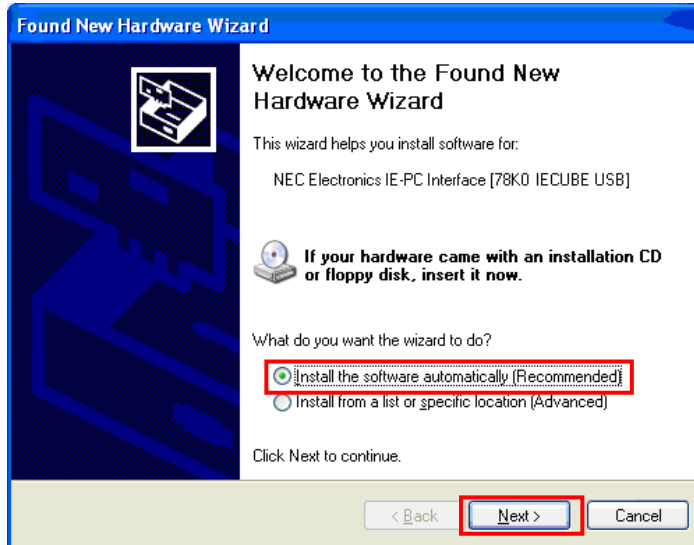 Found New Hardware Wizard
Welcome to the Found New
Hardware Wizard
This wizard helps you install software for:
NEC Electronics IE-PC Interface [78K0 IECUBE USB]
If your hardware came with an installation CD
or floppy disk, insert it now.
What do you want the wizard to do?
Install the software automatically (Recommended)
Install from a list or specific location (Advanced)
Click Next to continue.
< Back Next > Cancel